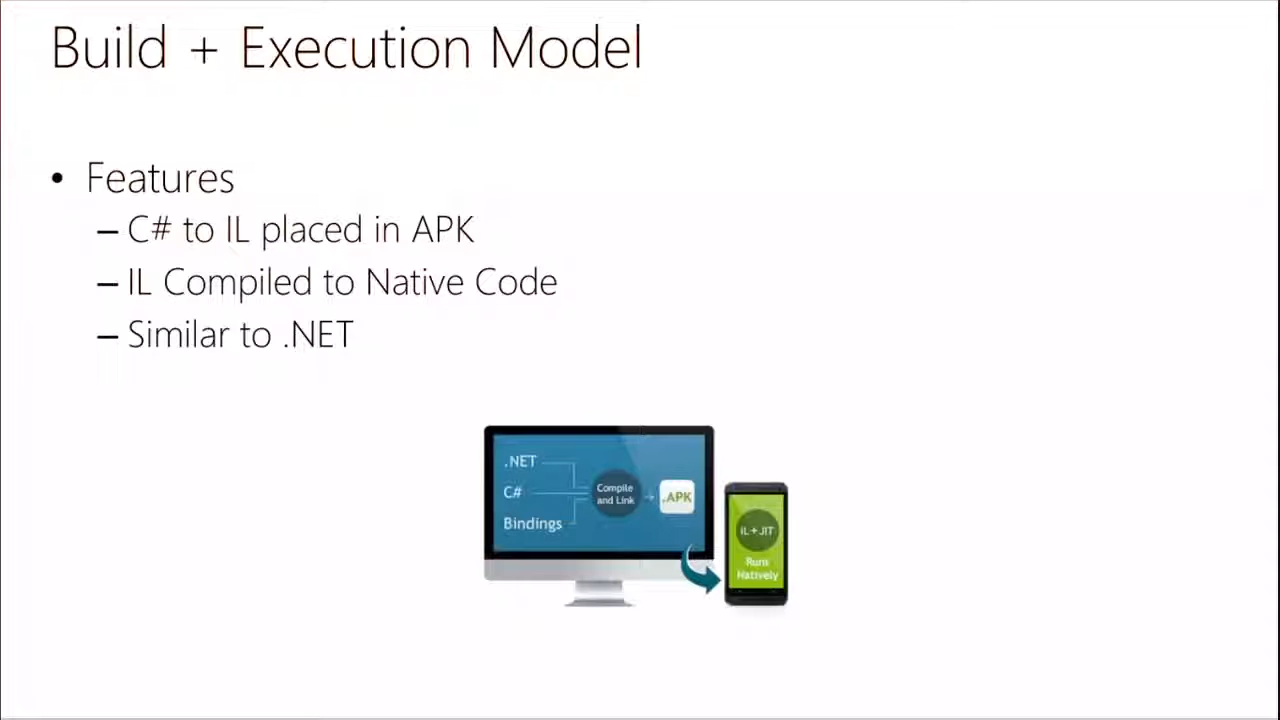 Build + Execution Model
• Features
– C# to IL placed in APK
– IL Compiled to Native Code
– Similar to .NET
.NET
C#
Bindings
Compile
and Link
.APK
IL + JIT
Runs
Natively